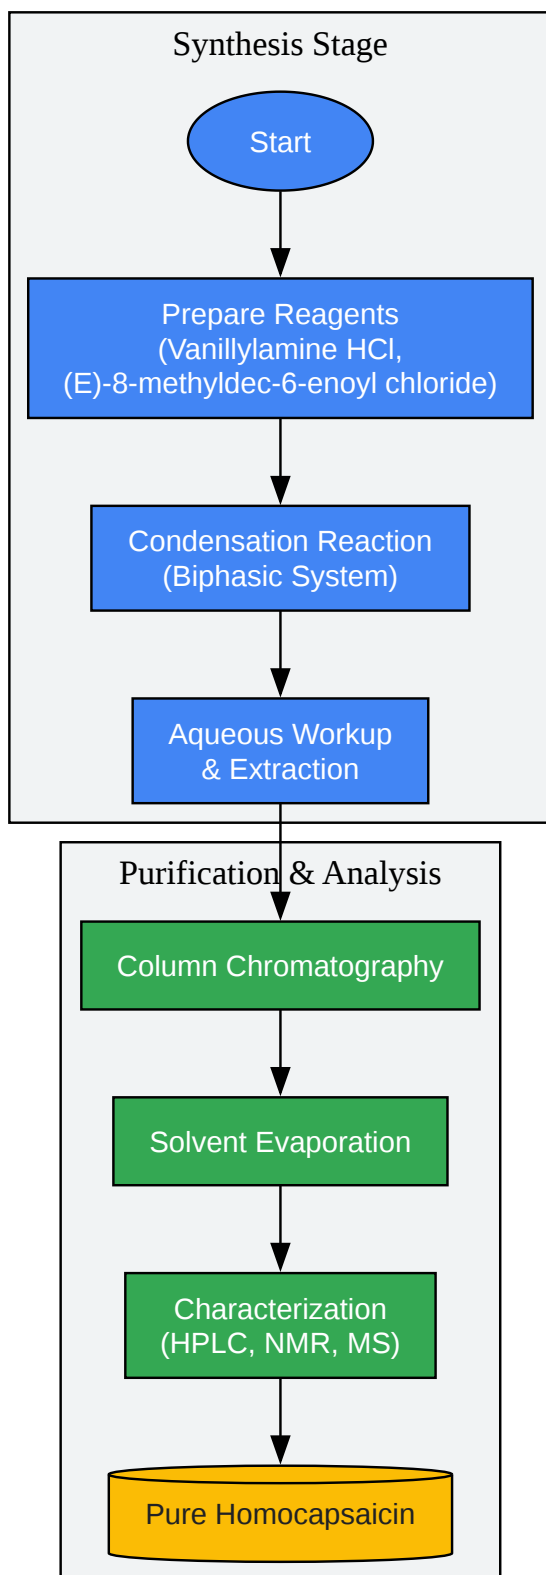 Synthesis Stage
Start
Prepare Reagents
(Vanillylamine HCl,
(E)-8-methyldec-6-enoyl chloride)
Condensation Reaction
(Biphasic System)
Aqueous Workup
& Extraction
Purification & Analysis
Column Chromatography
Solvent Evaporation
Characterization
(HPLC, NMR, MS)
Pure Homocapsaicin